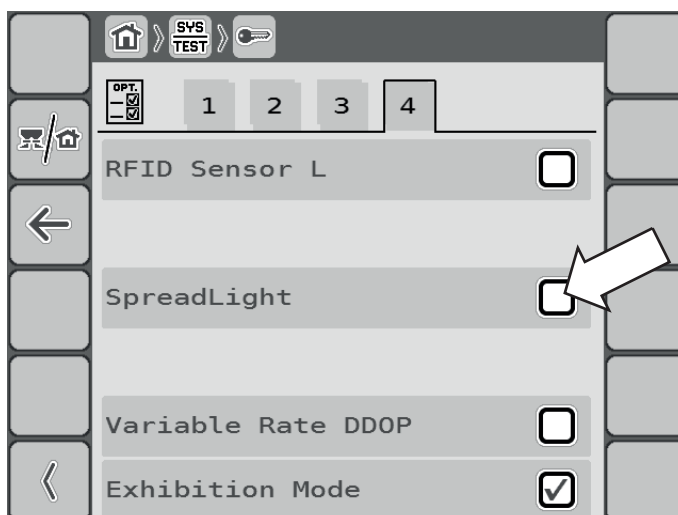 SYS
TEST
OPT.
1 2 3 4
RFID Sensor L
SpreadLight
Variable Rate DDOP
Exhibition Mode